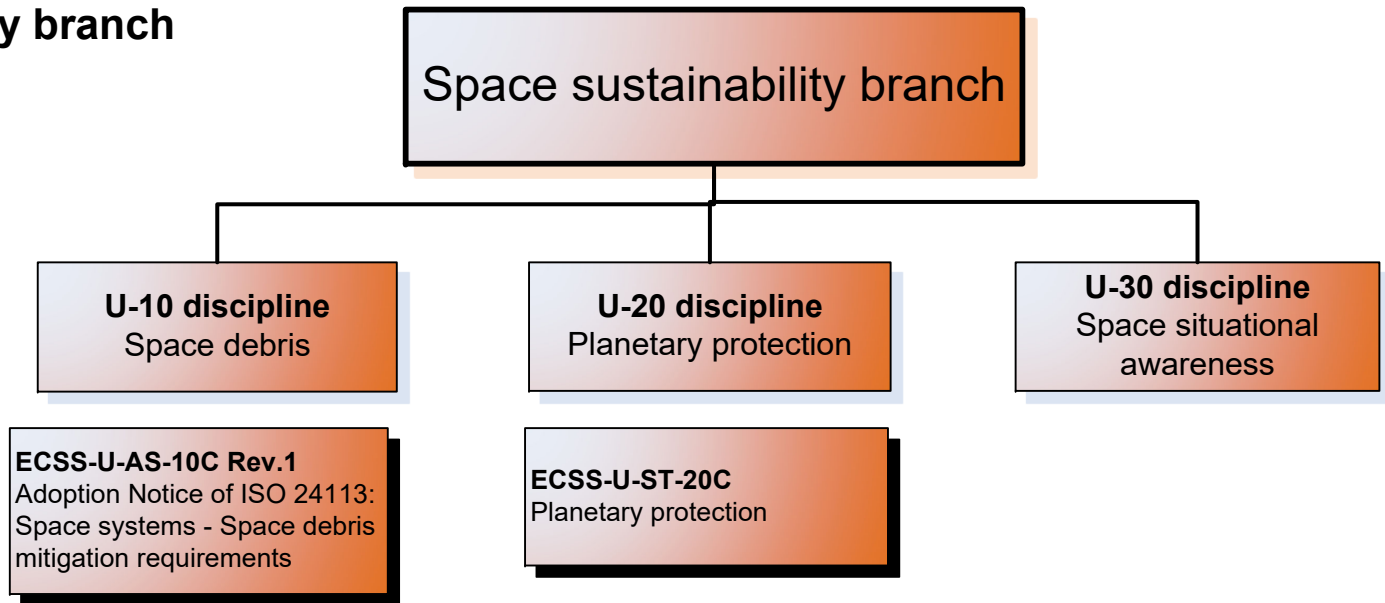 y branch
Space sustainability branch
U-10 discipline
Space debris
U-20 discipline
Planetary protection
U-30 discipline
Space situational
awareness
ECSS-U-AS-10C Rev.1
Adoption Notice of ISO 24113:
Space systems - Space debris
mitigation requirements
ECSS-U-ST-20C
Planetary protection